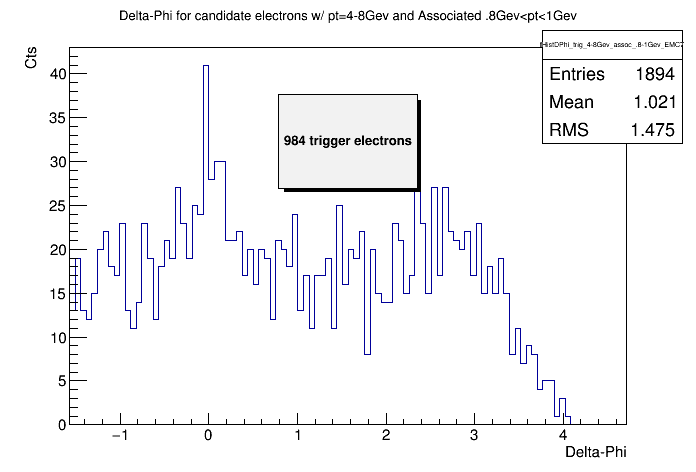 Delta-Phi for candidate electrons w/ pt=4-8Gev and Associated .8Gev<pt<1Gev
Cts
HistDPhi_trig_4-8Gev_assoc_.8-1Gev_EMC7
Entries 1894
Mean 1.021
RMS 1.475
984 trigger electrons
40
35
30
25
20
15
10
5
0
−1 0 1 2 3 4
Delta-Phi